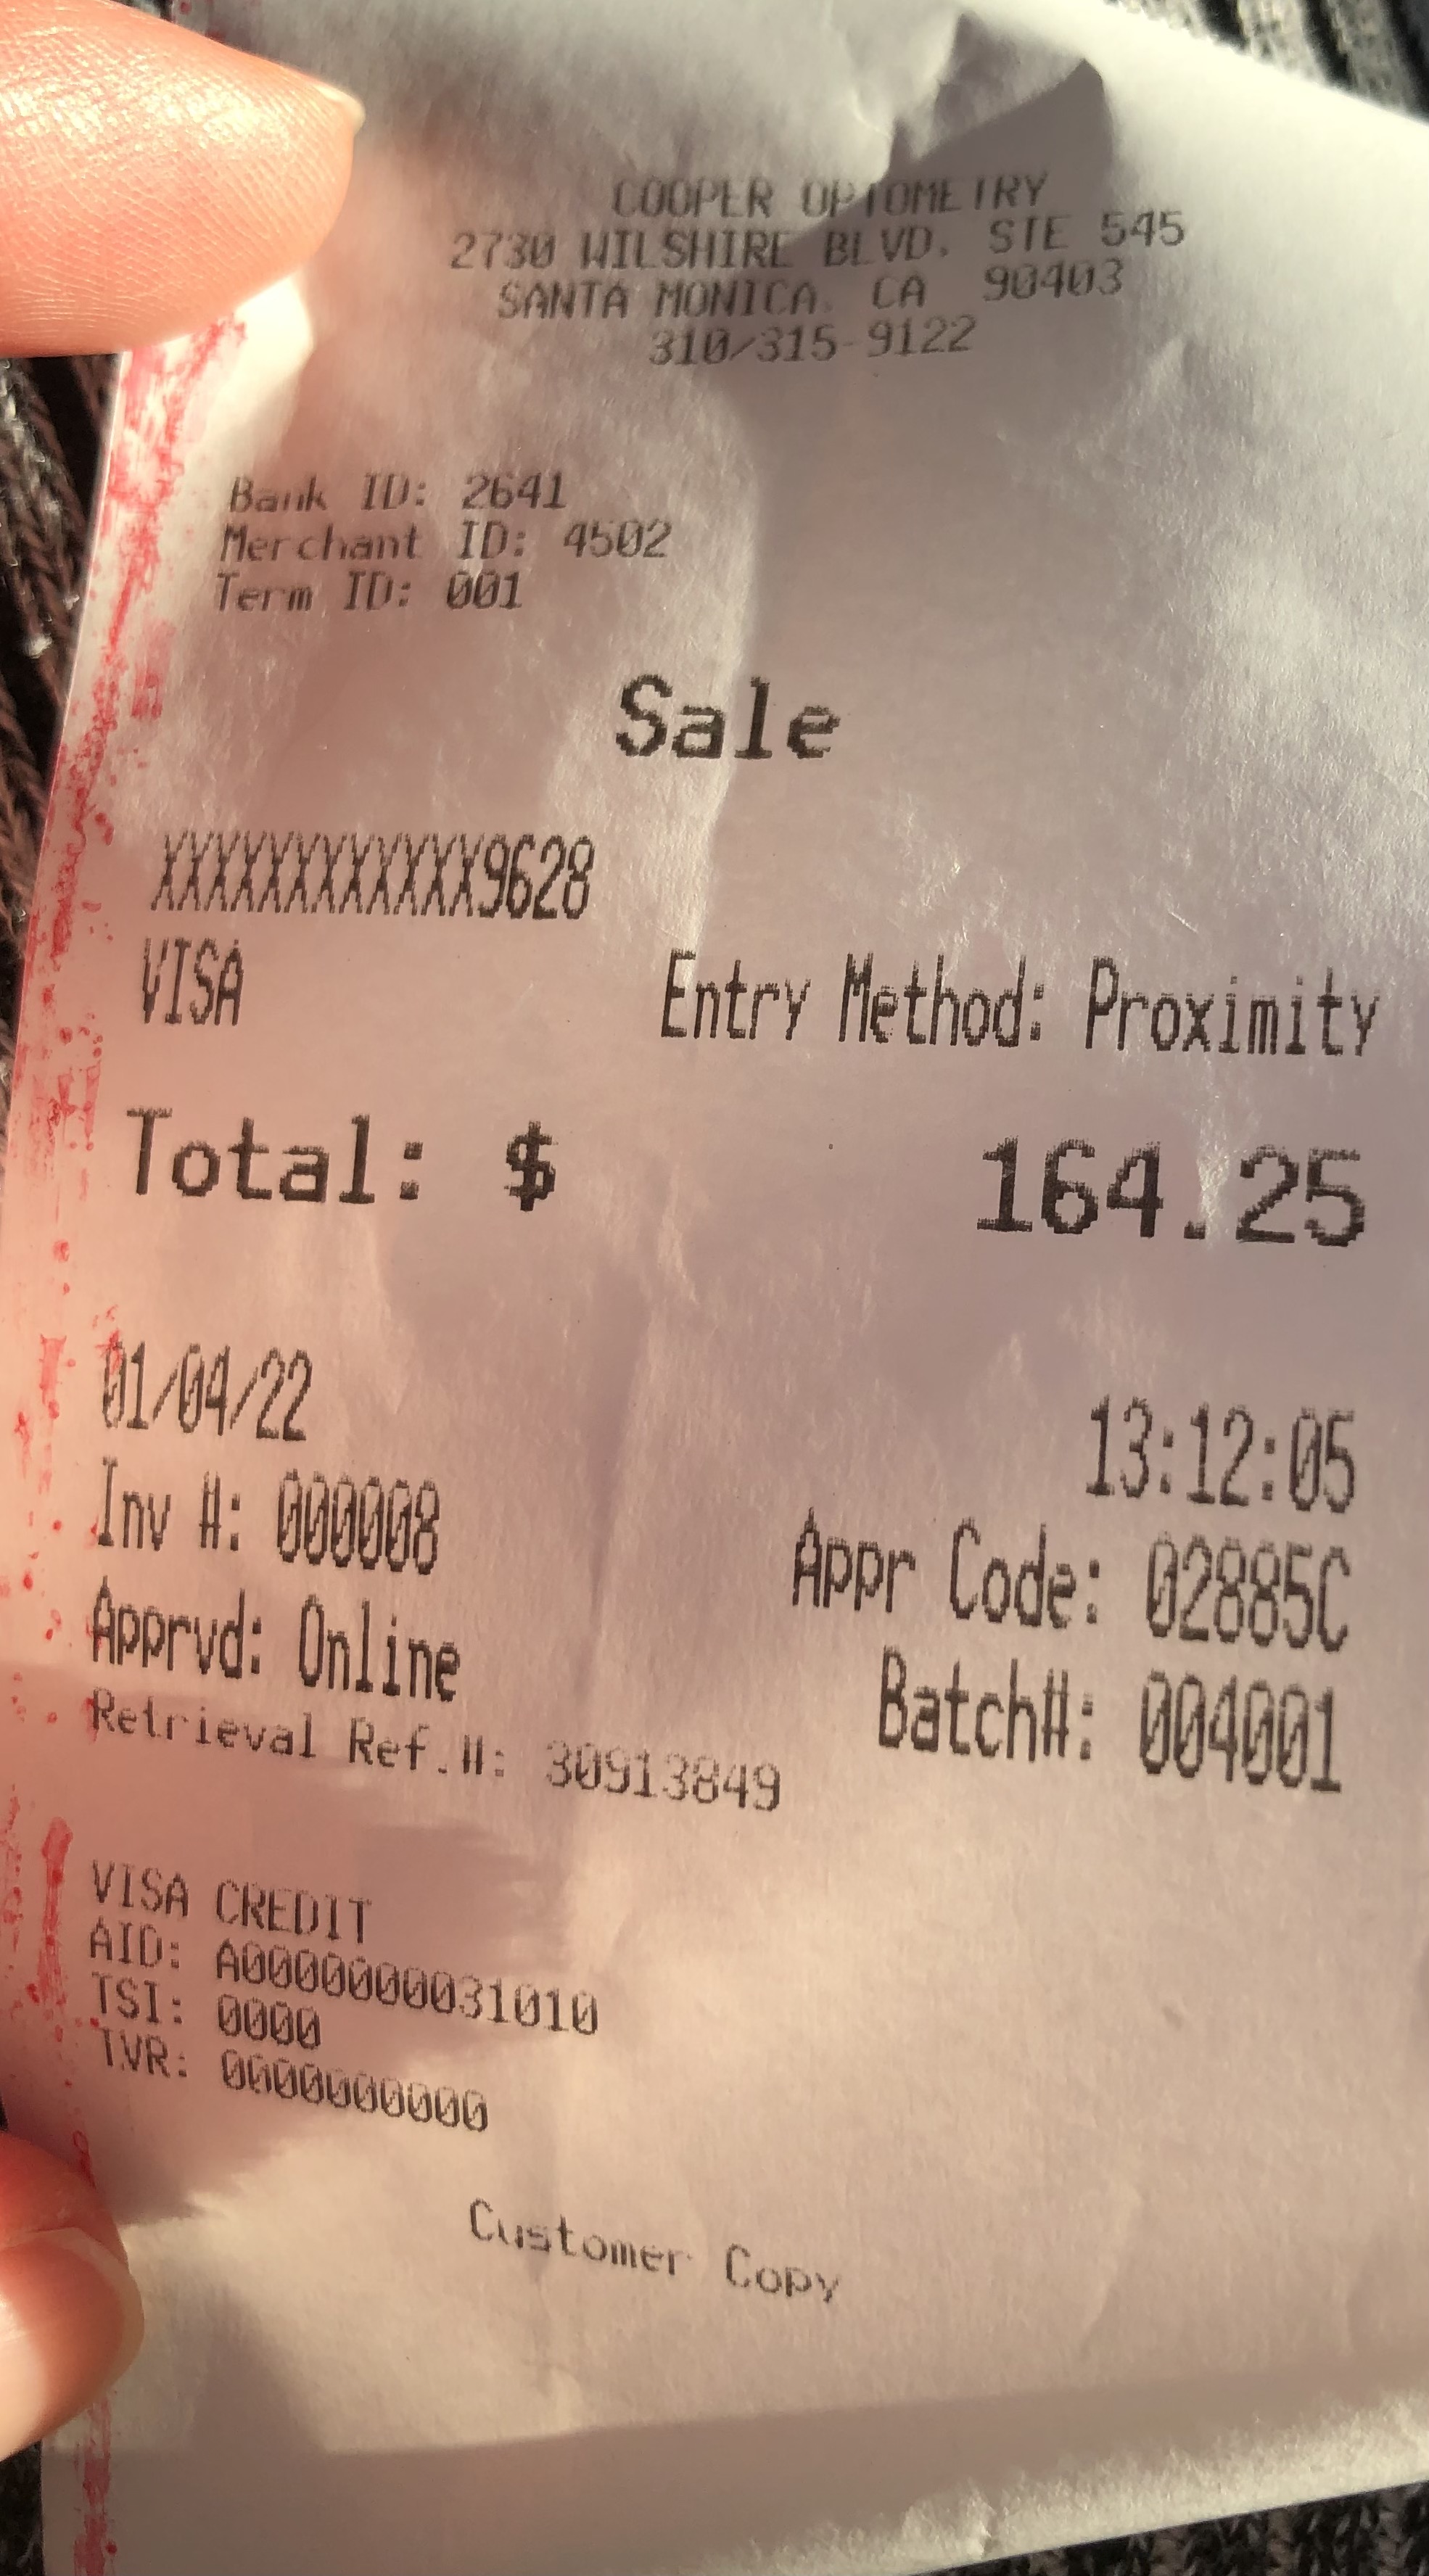 COOPER OPTOMETRY
2730 WILSHIRE BLVD, STE 545
SANTA MONICA, CA 90403
310/315-9122
Bank ID: 2641
Merchant ID: 4502
Term ID: 001
Sale
XXXXXXXXXXXX9628
VISA Entry Method: Proximity
Total: $ 164.25
01/04/22 13:12:05
Inv #: 000008 Appr Code: 02885C
Apprvd: Online Batch#: 004001
Retrieval Ref.#: 30913849
VISA CREDIT
AID: A0000000031010
TSI: 0000
TVR: 0000000000
Customer Copy